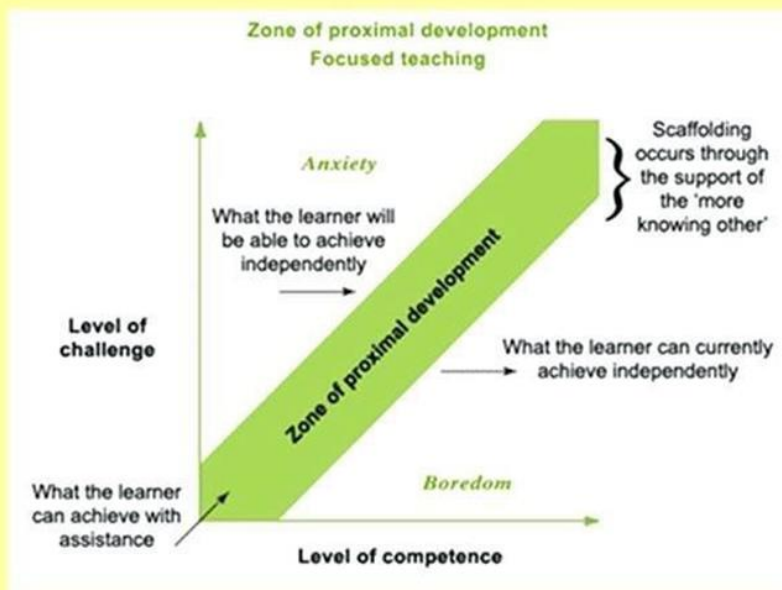 Zone of proximal development
Focused teaching
Anxiety
What the learner will
be able to achieve
independently
Scaffolding
occurs through
the support of
the 'more
knowing other'
Zone of proximal development
Level of
challenge
What the learner can currently
achieve independently
Boredom
What the learner
can achieve with
assistance
Level of competence